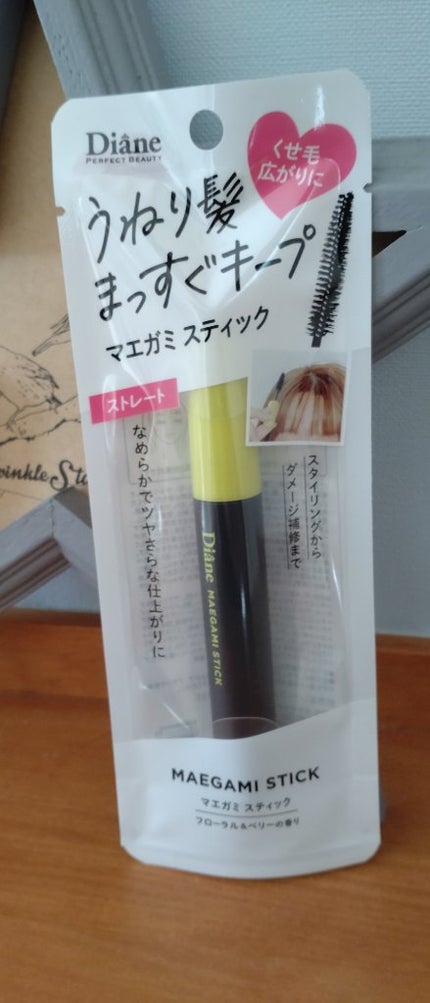 Diâne
PERFECT BEAUTY
くせ毛
広がりに
うねり髪
まっすぐキープ
マエガミ スティック
ストレート
なめらかでツヤさらな仕上がりに
スタイリングから
ダメージ補修まで
Diâne MAEGAMI STICK
winkle Sta
MAEGAMI STICK
マエガミ スティック
フローラル&ベリーの香り